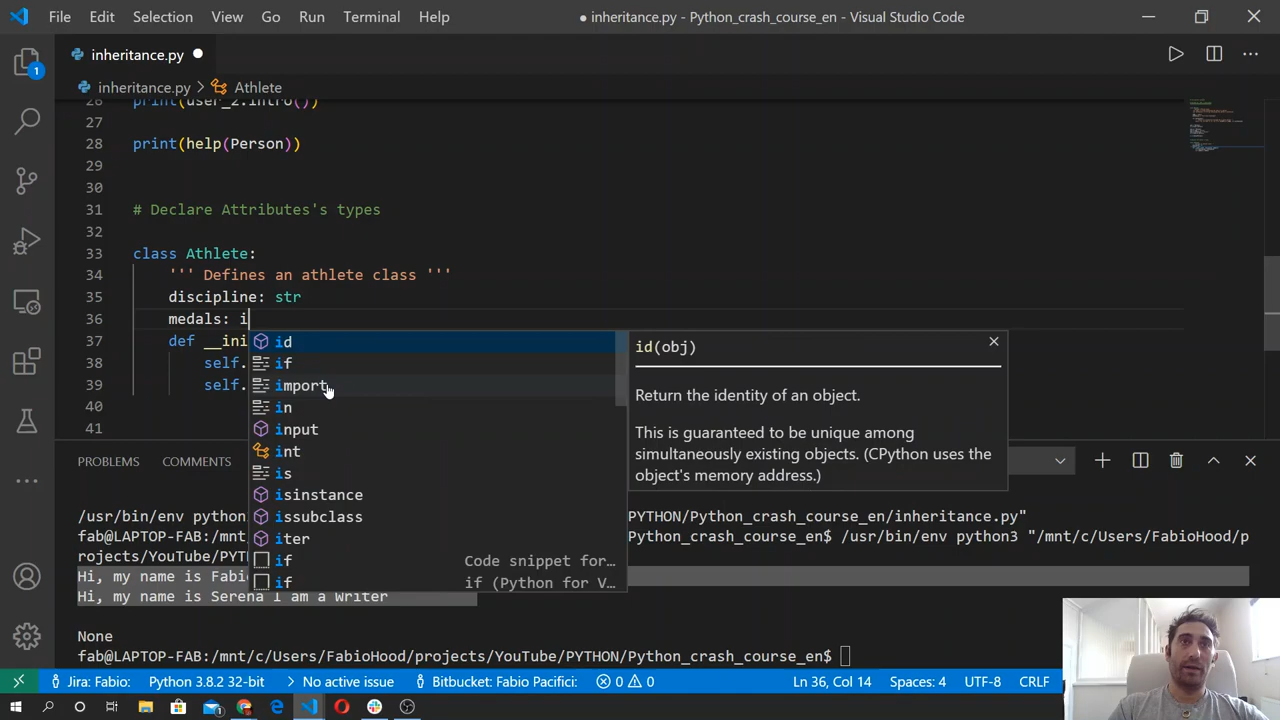 File Edit Selection View Go Run Terminal Help ● inheritance.py - Python_crash_course_en - Visual Studio Code
inheritance.py ●
inheritance.py > Athlete
26 print(user_2.intro())
27
28 print(help(Person))
29
30
31 # Declare Attributes's types
32
33 class Athlete:
34 ''' Defines an athlete class '''
35 discipline: str
36 medals: i
37 def __ini
38 self.
39 self.
40
41
id
if
import
in
input
int
is
isinstance
issubclass
iter
if Code snippet for…
if if (Python for V…
id(obj)
Return the identity of an object.
This is guaranteed to be unique among
simultaneously existing objects. (CPython uses the
object's memory address.)
1
PROBLEMS COMMENTS
/usr/bin/env python PYTHON/Python_crash_course_en/inheritance.py"
fab@LAPTOP-FAB:/mnt/c _crash_course_en$ /usr/bin/env python3 "/mnt/c/Users/FabioHood/p
rojects/YouTube/PYT
Hi, my name is Fabi
Hi, my name is Serena I am a Writer
None
fab@LAPTOP-FAB:/mnt/c/Users/FabioHood/projects/YouTube/PYTHON/Python_crash_course_en$
Jira: Fabio: Python 3.8.2 32-bit > No active issue Bitbucket: Fabio Pacifici: 0 0 Ln 36, Col 14 Spaces: 4 UTF-8 CRLF